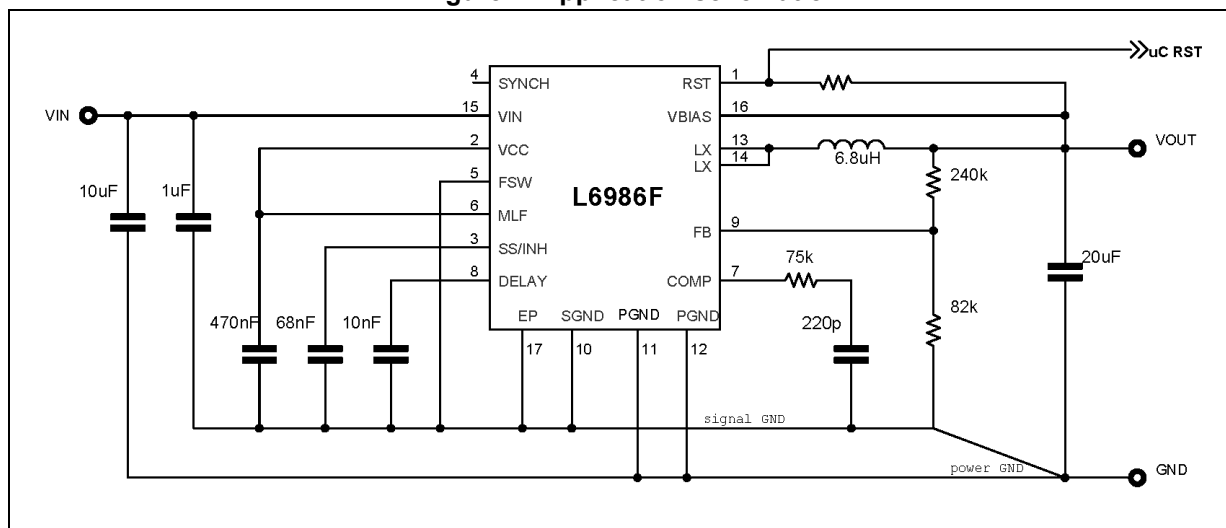 uC RST
4 SYNCH RST 1
15 VIN VBIAS 16
VIN
2 VCC LX 13
LX 14
6.8uH
VOUT
10uF 1uF
5 FSW
L6986F
240k
6 MLF
FB 9
3 SS/INH
8 DELAY COMP 7
75k
20uF
470nF 68nF 10nF
EP SGND PGND PGND
17 10 11 12
220p
82k
signal GND
power GND
GND